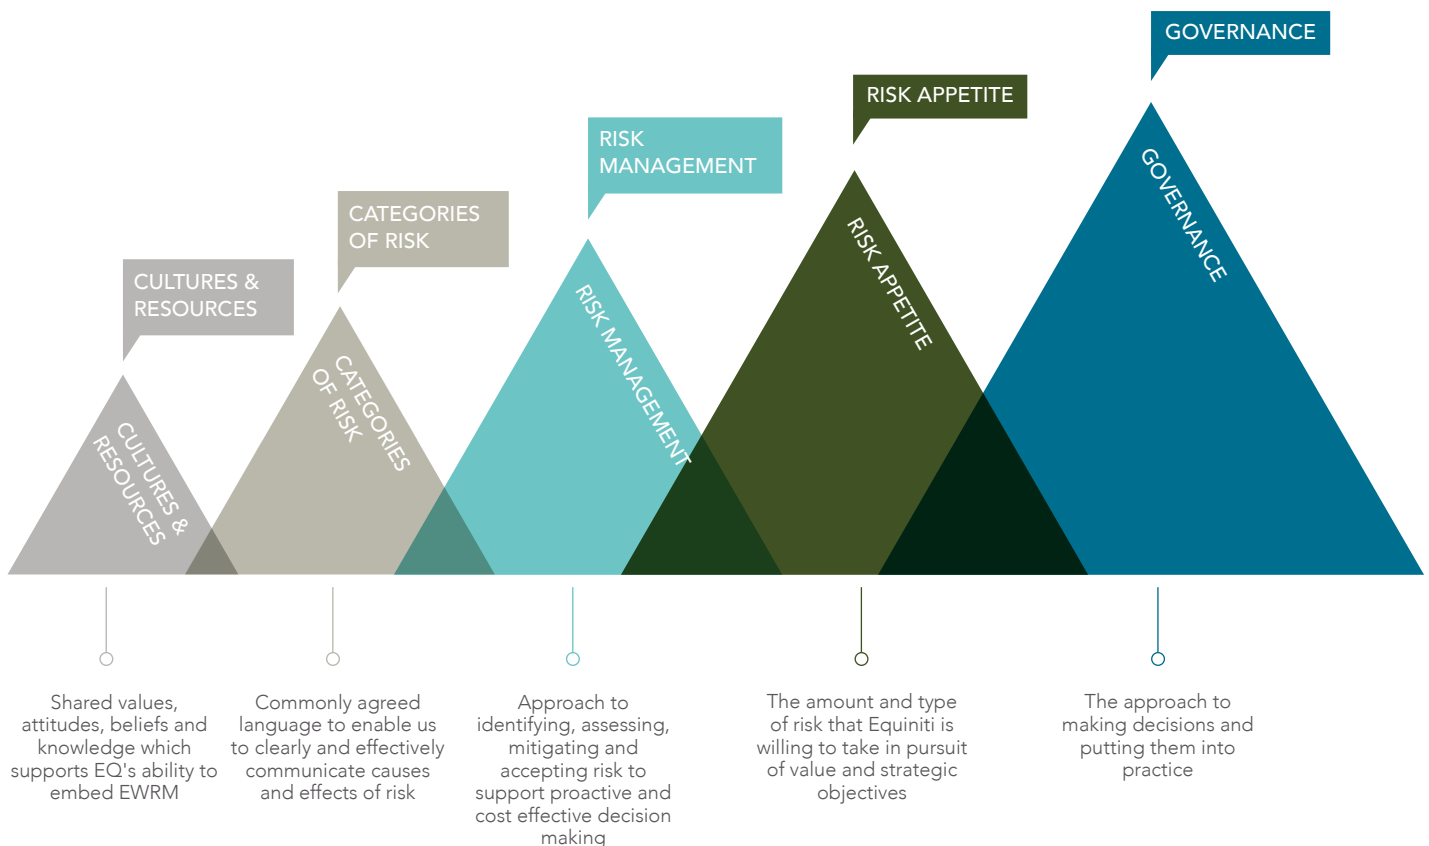 GOVERNANCE
RISK APPETITE
RISK
MANAGEMENT
CATEGORIES
OF RISK
CULTURES &
RESOURCES
CULTURES &
RESOURCES
CATEGORIES
OF RISK
RISK MANAGEMENT
RISK APPETITE
GOVERNANCE
Shared values,
attitudes, beliefs and
knowledge which
supports EQ's ability to
embed EWRM
Commonly agreed
language to enable us
to clearly and effectively
communicate causes
and effects of risk
Approach to
identifying, assessing,
mitigating and
accepting risk to
support proactive and
cost effective decision
making
The amount and type
of risk that Equiniti is
willing to take in pursuit
of value and strategic
objectives
The approach to
making decisions and
putting them into
practice